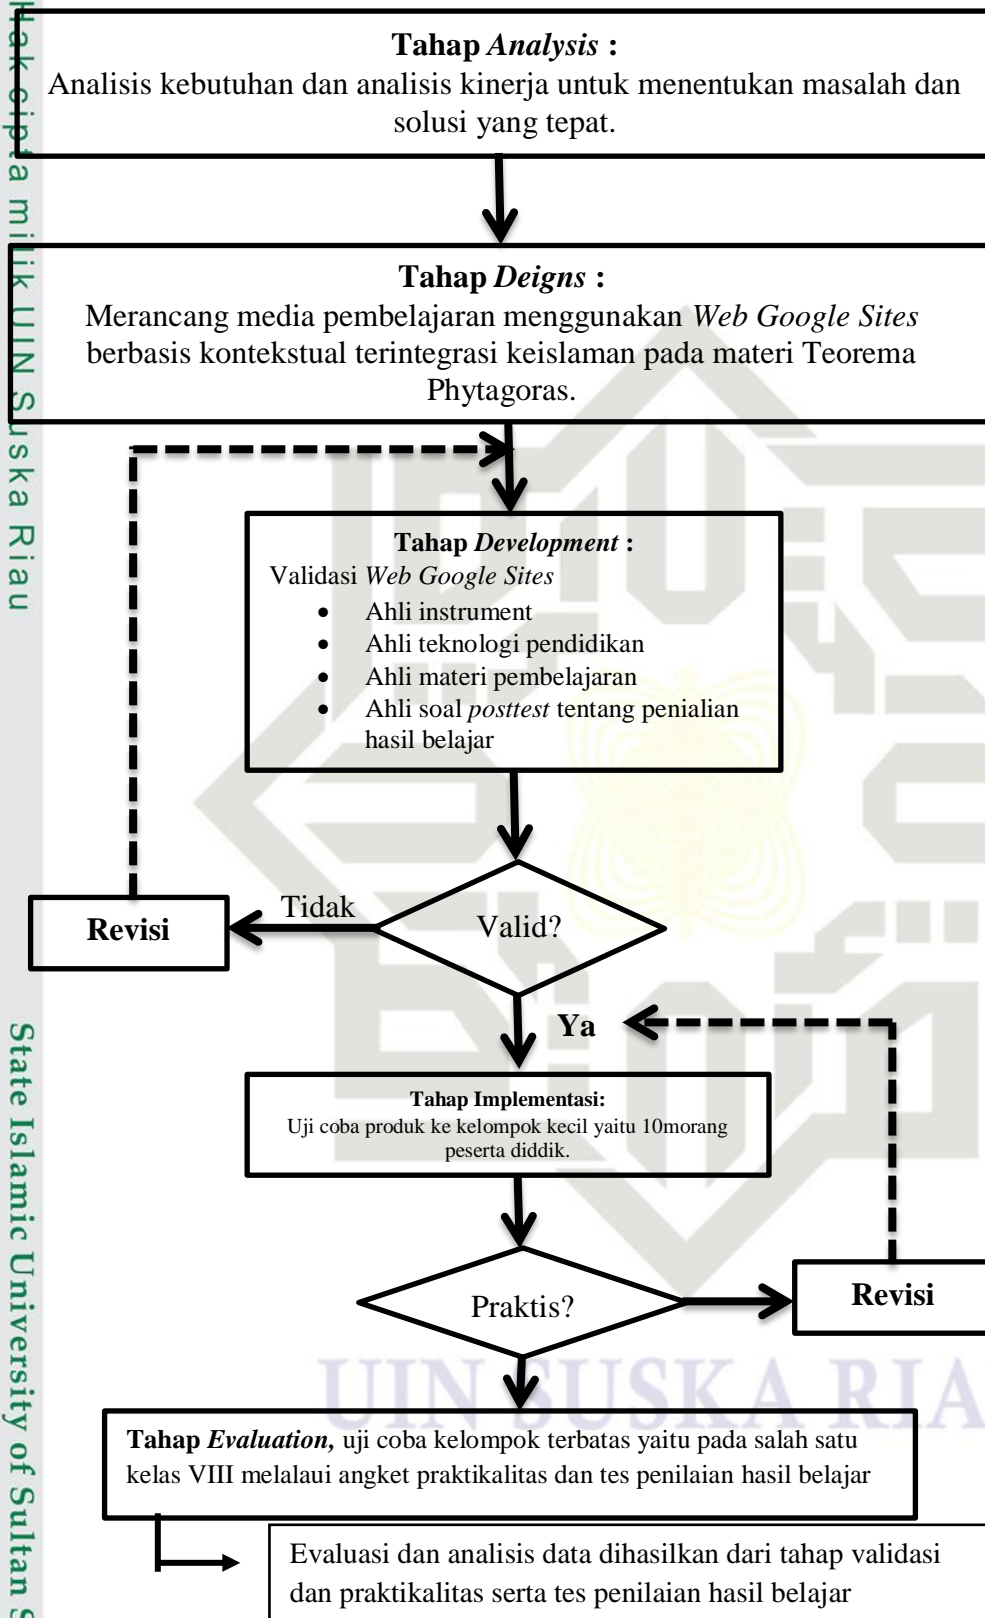 Hak cipta milik UIN Suska Riau
State Islamic University of Sultan S
Tahap Analysis :
Analisis kebutuhan dan analisis kinerja untuk menentukan masalah dan
solusi yang tepat.
Tahap Deigns :
Merancang media pembelajaran menggunakan Web Google Sites
berbasis kontekstual terintegrasi keislaman pada materi Teorema
Phytagoras.
Tahap Development :
Validasi Web Google Sites
• Ahli instrument
• Ahli teknologi pendidikan
• Ahli materi pembelajaran
• Ahli soal posttest tentang penialian
hasil belajar
Revisi
Tidak
Valid?
Ya
Tahap Implementasi:
Uji coba produk ke kelompok kecil yaitu 10morang
peserta diddik.
Praktis?
Revisi
UIN SUSKA RIA
Tahap Evaluation, uji coba kelompok terbatas yaitu pada salah satu
kelas VIII melalaui angket praktikalitas dan tes penilaian hasil belajar
Evaluasi dan analisis data dihasilkan dari tahap validasi
dan praktikalitas serta tes penilaian hasil belajar